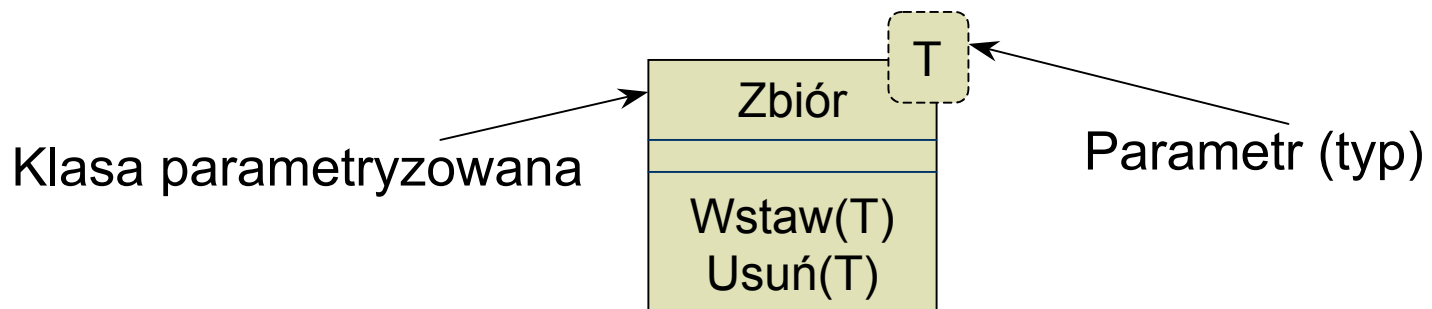 T
Zbiór
Klasa parametryzowana
Parametr (typ)
Wstaw(T)
Usuń(T)